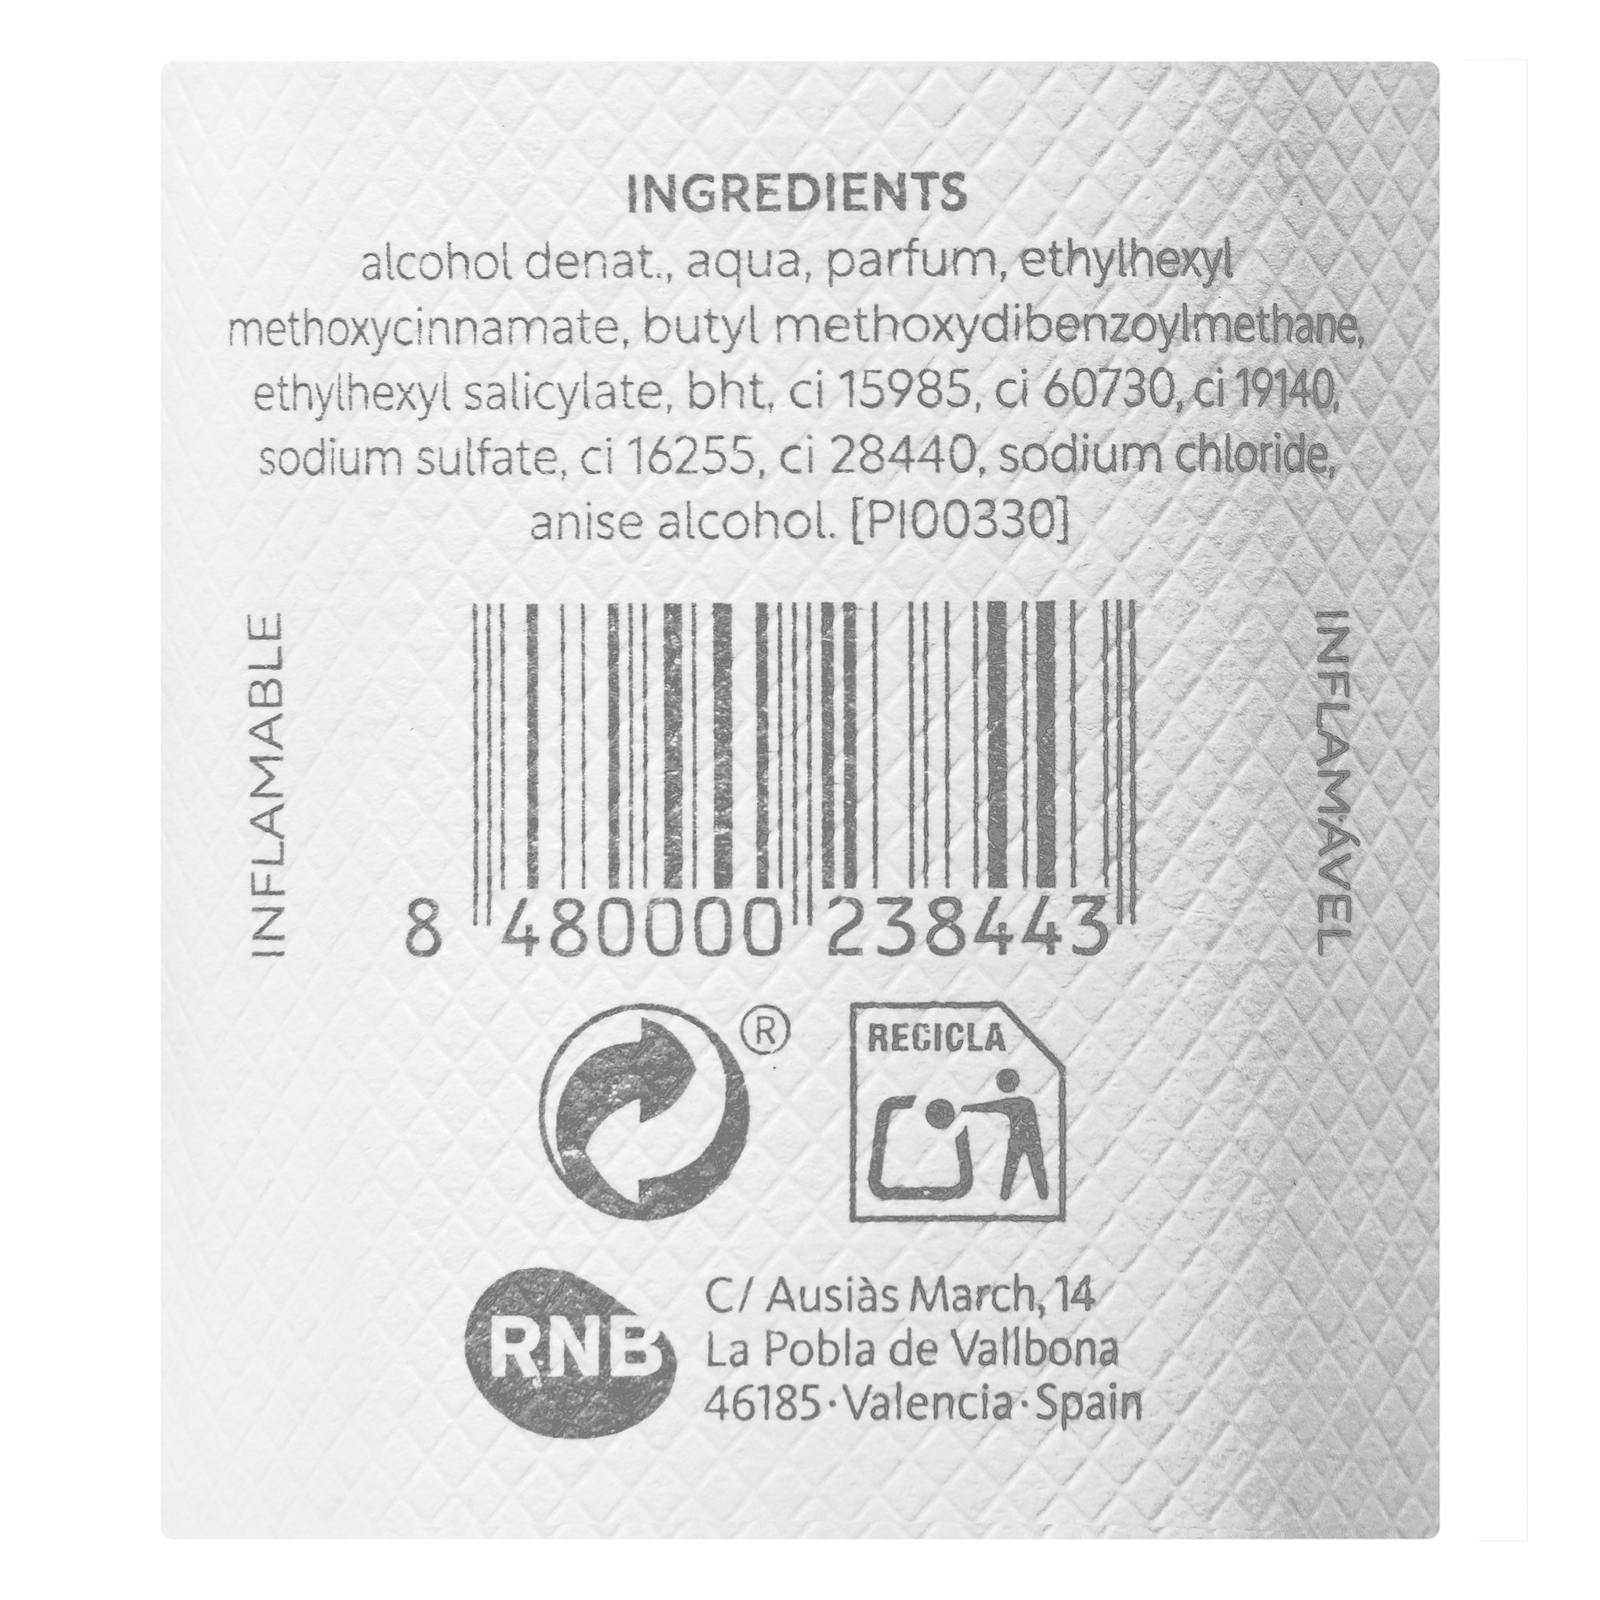 INGREDIENTS
alcohol denat., aqua, parfum, ethylhexyl
methoxycinnamate, butyl methoxydibenzoylmethane,
ethylhexyl salicylate, bht, ci 15985, ci 60730, ci 19140,
sodium sulfate, ci 16255, ci 28440, sodium chloride,
anise alcohol. [PI00330]
INFLAMABLE
INFLAMÁVEL
8 480000 238443
®
RECICLA
RNB
C/ Ausiàs March, 14
La Pobla de Vallbona
46185·Valencia·Spain